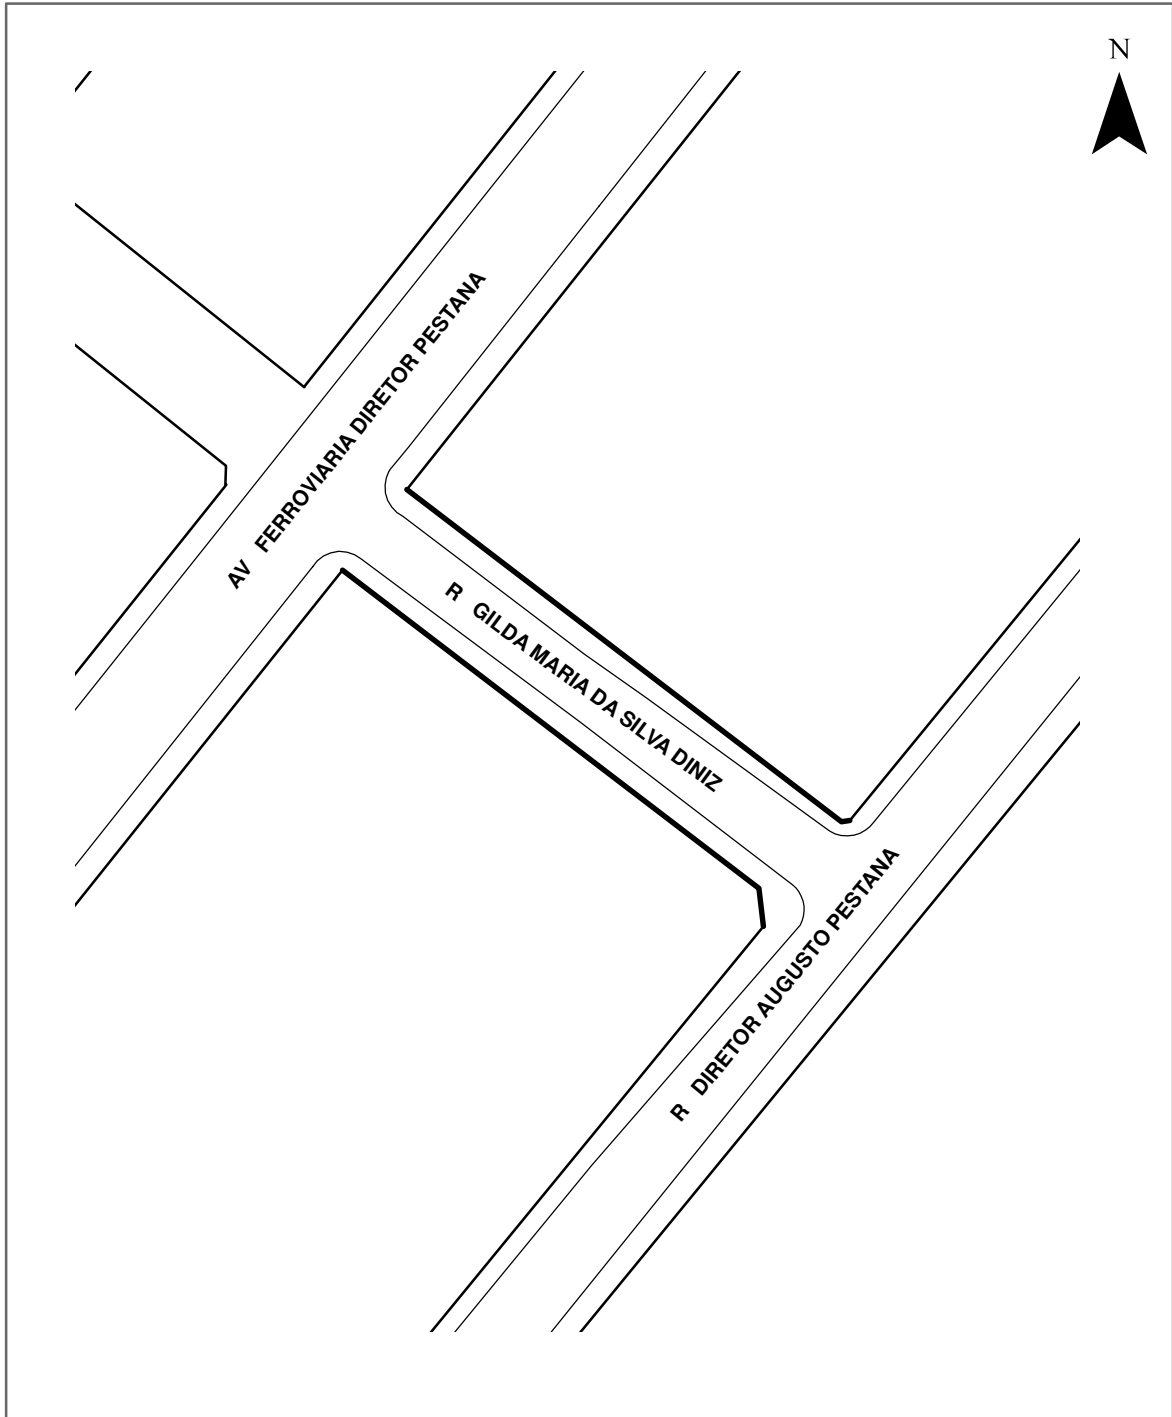 N
AV FERROVIARIA DIRETOR PESTANA
R GILDA MARIA DA SILVA DINIZ
R DIRETOR AUGUSTO PESTANA